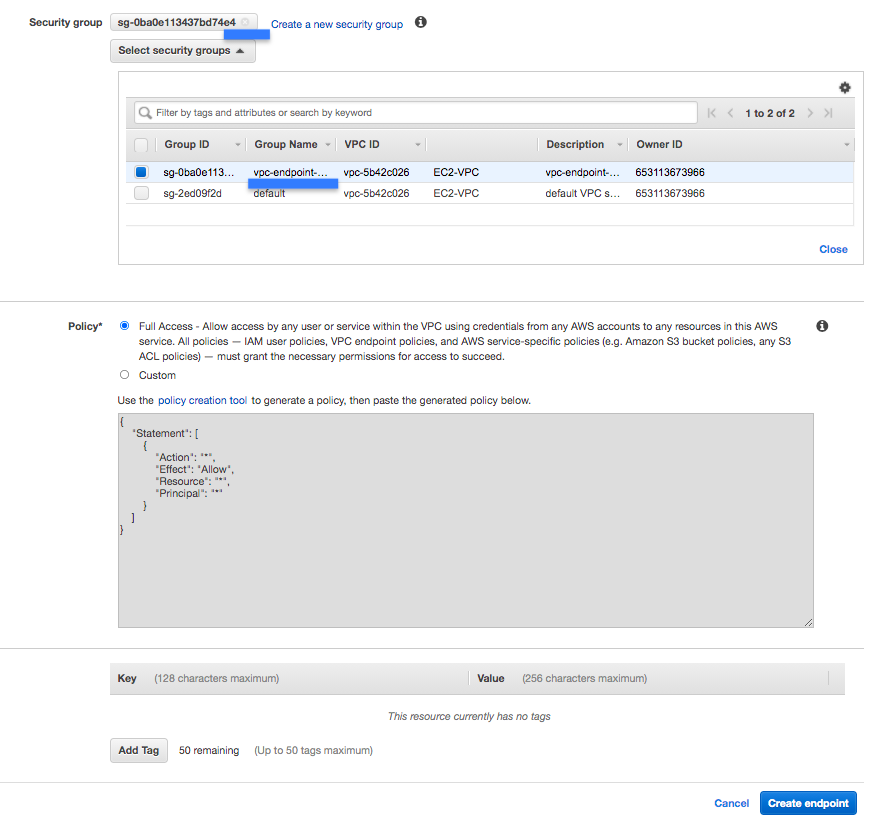 Security group sg-0ba0e113437bd74e4 Create a new security group
Select security groups
Filter by tags and attributes or search by keyword 1 to 2 of 2
Group ID Group Name VPC ID Description Owner ID
sg-0ba0e113... vpc-endpoint-... vpc-5b42c026 EC2-VPC vpc-endpoint-... 653113673966
sg-2ed09f2d default vpc-5b42c026 EC2-VPC default VPC s... 653113673966
Close
Policy* Full Access - Allow access by any user or service within the VPC using credentials from any AWS accounts to any resources in this AWS
service. All policies — IAM user policies, VPC endpoint policies, and AWS service-specific policies (e.g. Amazon S3 bucket policies, any S3
ACL policies) — must grant the necessary permissions for access to succeed.
Custom
Use the policy creation tool to generate a policy, then paste the generated policy below.
{
"Statement": [
{
"Action": "*",
"Effect": "Allow",
"Resource": "*",
"Principal": "*"
}
]
}
Key (128 characters maximum) Value (256 characters maximum)
This resource currently has no tags
Add Tag 50 remaining (Up to 50 tags maximum)
Cancel Create endpoint